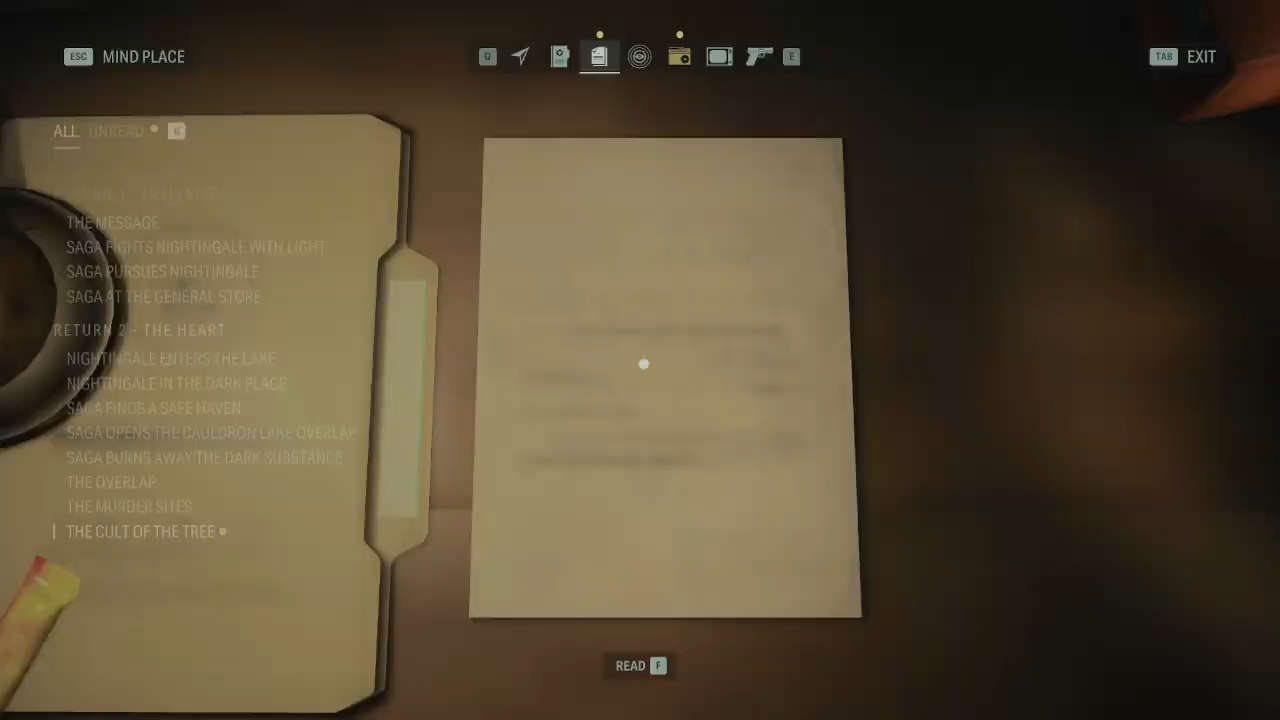 ESC MIND PLACE
Q
E
TAB EXIT
ALL UNREAD
THE MESSAGE
SAGA FIGHTS NIGHTINGALE WITH LIGHT
SAGA PURSUES NIGHTINGALE
SAGA AT THE GENERAL STORE
RETURN 2 - THE HEART
NIGHTINGALE ENTERS THE LAKE
NIGHTINGALE IN THE DARK PLACE
SAGA FINDS A SAFE HAVEN
SAGA OPENS THE CAULDRON LAKE OVERLAP
SAGA BURNS AWAY THE DARK SUBSTANCE
THE OVERLAP
THE MURDER SITES
THE CULT OF THE TREE
READ F